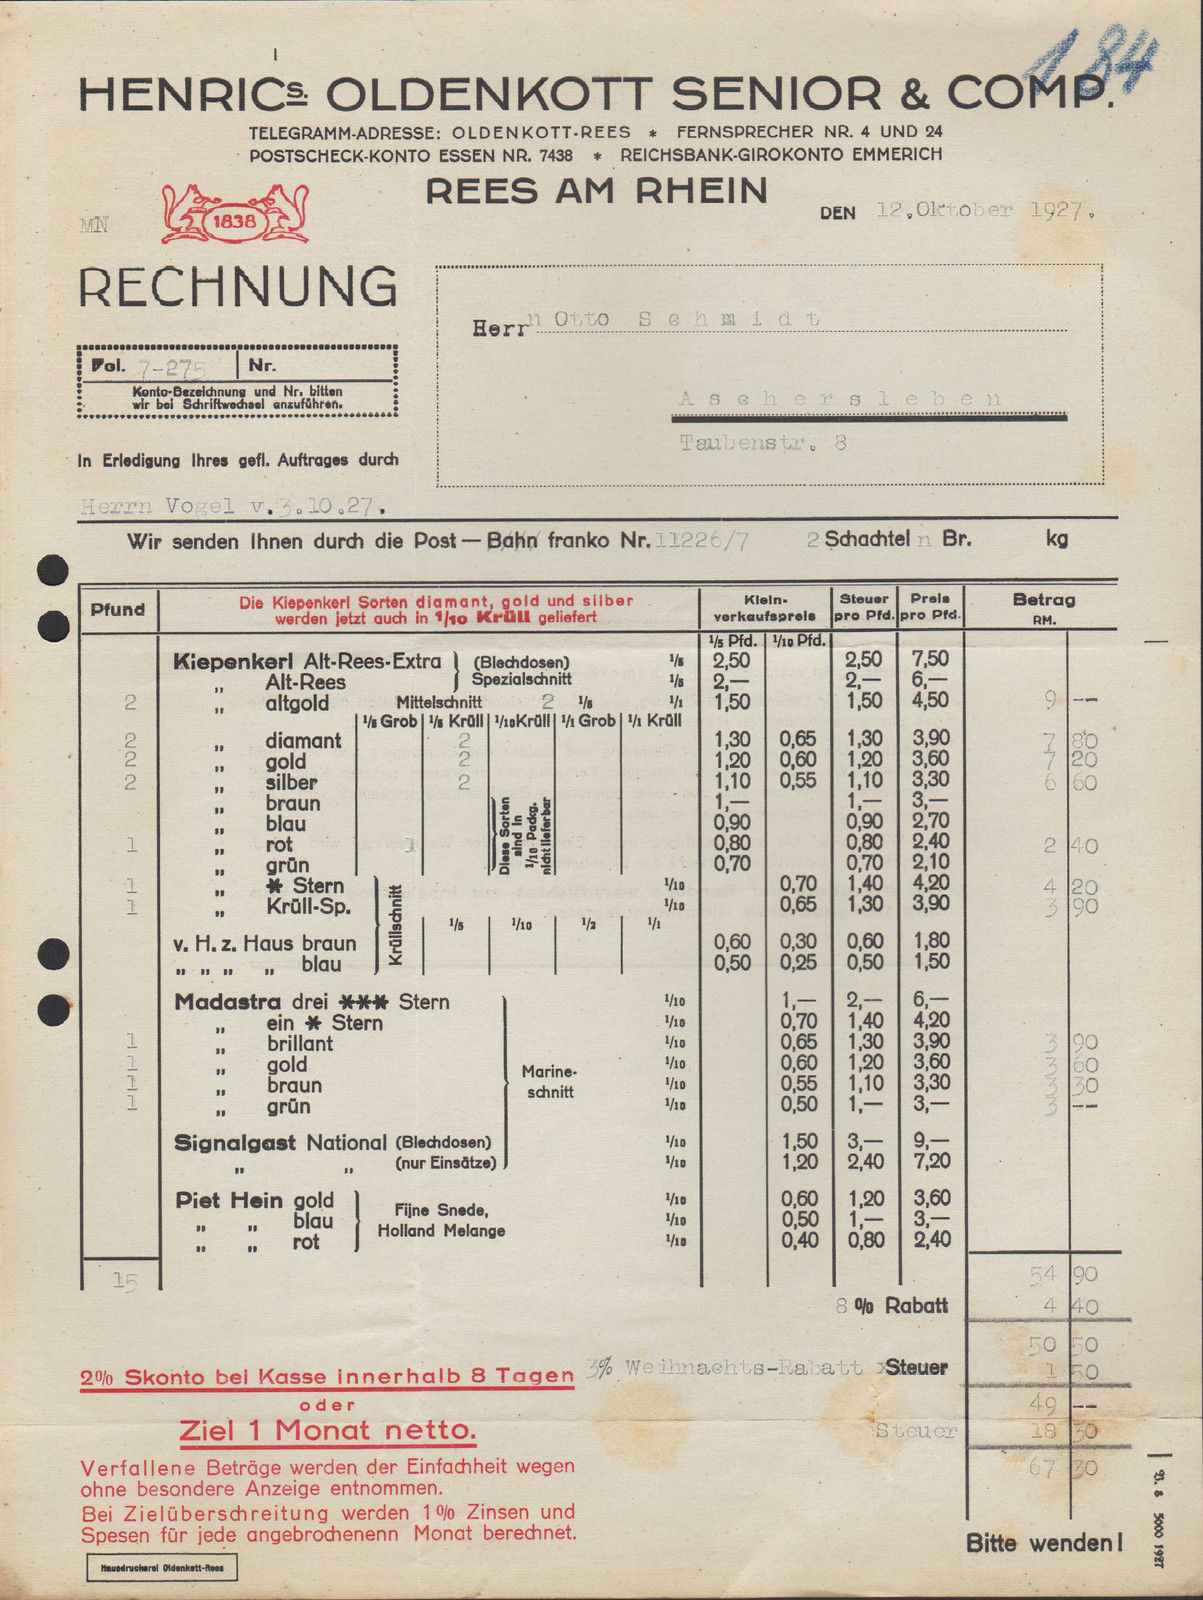 184
HENRICs. OLDENKOTT SENIOR & COMP.
TELEGRAMM-ADRESSE: OLDENKOTT-REES * FERNSPRECHER NR. 4 UND 24
POSTSCHECK-KONTO ESSEN NR. 7438 * REICHSBANK-GIROKONTO EMMERICH
REES AM RHEIN
MN 1838 DEN 12.Oktober 1927.
RECHNUNG
Herrn Otto Schmidt
Fol. 7-275 Nr.
Konto-Bezeichnung und Nr. bitten
wir bei Schriftwechsel anzuführen.
Aschersleben
Taubenstr. 8
In Erledigung Ihres gefl. Auftrages durch
Herrn Vogel v. 3.10.27.
Wir senden Ihnen durch die Post — Bahn franko Nr. 11226/7 2 Schachteln Br. kg
Pfund Die Kiepenkerl Sorten diamant, gold und silber Klein- Steuer Preis Betrag
werden jetzt auch in 1/10 Krüll geliefert verkaufspreis pro Pfd. pro Pfd. RM.
1/5 Pfd. 1/10 Pfd.
Kiepenkerl Alt-Rees-Extra (Blechdosen) 1/5 2,50 2,50 7,50
„ Alt-Rees Spezialschnitt 1/5 2,— 2,— 6,—
2 „ altgold Mittelschnitt 2 1/5 1/1 1,50 1,50 4,50 9 --
1/5 Grob 1/5 Krüll 1/10 Krüll 1/1 Grob 1/1 Krüll
2 „ diamant 2 1,30 0,65 1,30 3,90 7 80
2 „ gold 2 1,20 0,60 1,20 3,60 7 20
2 „ silber 2 1,10 0,55 1,10 3,30 6 60
„ braun 1,— 1,— 3,—
„ blau 0,90 0,90 2,70
1 „ rot 1 0,80 0,80 2,40 2 40
„ grün 0,70 0,70 2,10
Diese Sorten
sind in
1/10 Packg.
nicht lieferbar
1 „ * Stern 1/10 0,70 1,40 4,20 4 20
1 „ Krüll-Sp. 1/10 0,65 1,30 3,90 3 90
Krüllschnitt
1/5 1/10 1/2 1/1
v. H. z. Haus braun 0,60 0,30 0,60 1,80
„ „ „ „ blau 0,50 0,25 0,50 1,50
Madastra drei *** Stern 1/10 1,— 2,— 6,—
„ ein * Stern 1/10 0,70 1,40 4,20
1 „ brillant 1/10 0,65 1,30 3,90 3 90
1 „ gold 1/10 0,60 1,20 3,60 3 60
1 „ braun 1/10 0,55 1,10 3,30 3 30
1 „ grün 1/10 0,50 1,— 3,— 3 --
Marine-
schnitt
Signalgast National (Blechdosen) 1/10 1,50 3,— 9,—
„ „ (nur Einsätze) 1/10 1,20 2,40 7,20
Piet Hein gold 1/10 0,60 1,20 3,60
„ „ blau 1/10 0,50 1,— 3,—
„ „ rot 1/10 0,40 0,80 2,40
Fijne Snede,
Holland Melange
15 54 90
8 % Rabatt 4 40
50 50
3% Weihnachts-Rabatt xSteuer 1 50
49 --
Steuer 18 30
67 30
2% Skonto bei Kasse innerhalb 8 Tagen
oder
Ziel 1 Monat netto.
Verfallene Beträge werden der Einfachheit wegen
ohne besondere Anzeige entnommen.
Bei Zielüberschreitung werden 1% Zinsen und
Spesen für jede angebrochenenn Monat berechnet.
Bitte wenden!
Hausdruckerei Oldenkott-Rees
5000 1927